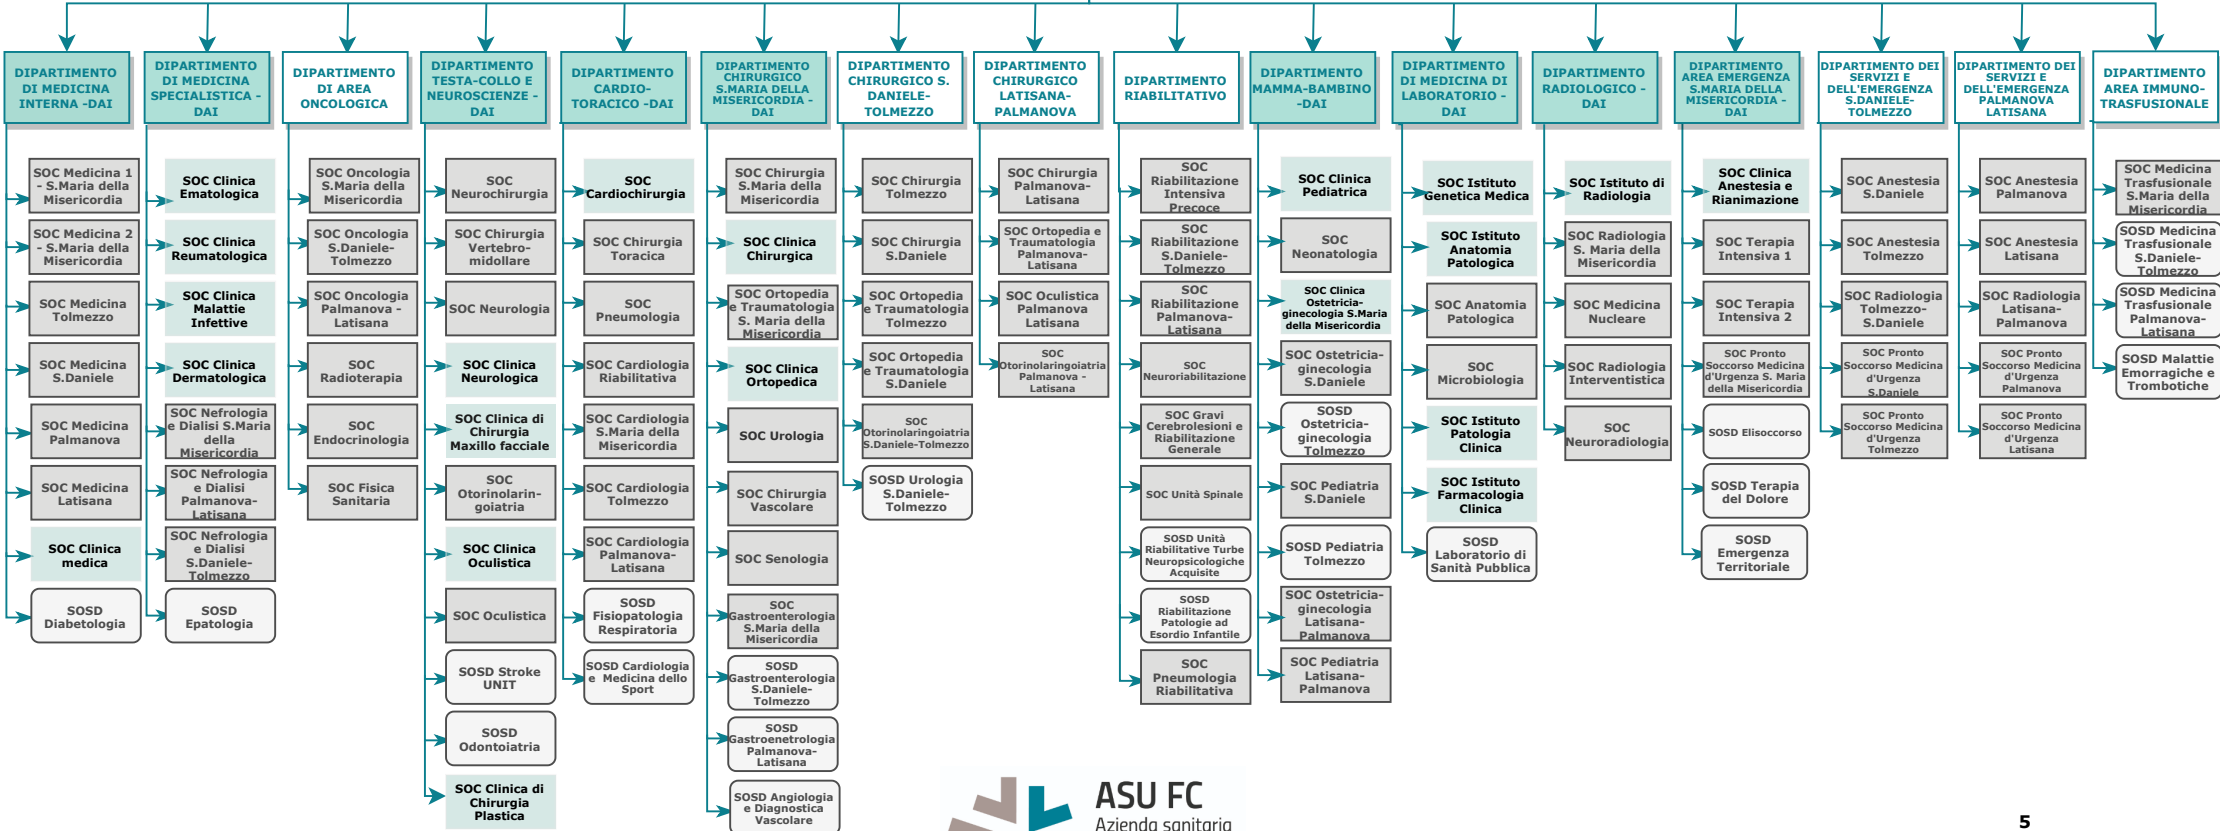 DIPARTIMENTO
DI MEDICINA
INTERNA -DAI
SOC Medicina 1
- S.Maria della
Misericordia
SOC Medicina 2
- S.Maria della
Misericordia
SOC Medicina
Tolmezzo
SOC Medicina
S.Daniele
SOC Medicina
Palmanova
SOC Medicina
Latisana
SOC Clinica
medica
SOSD
Diabetologia
DIPARTIMENTO
DI MEDICINA
SPECIALISTICA -
DAI
SOC Clinica
Ematologica
SOC Clinica
Reumatologica
SOC Clinica
Malattie
Infettive
SOC Clinica
Dermatologica
SOC Nefrologia
e Dialisi S.Maria
della
Misericordia
SOC Nefrologia
e Dialisi
Palmanova-
Latisana
SOC Nefrologia
e Dialisi
S.Daniele-
Tolmezzo
SOSD
Epatologia
DIPARTIMENTO
DI AREA
ONCOLOGICA
SOC Oncologia
S.Maria della
Misericordia
SOC Oncologia
S.Daniele-
Tolmezzo
SOC Oncologia
Palmanova -
Latisana
SOC
Radioterapia
SOC
Endocrinologia
SOC Fisica
Sanitaria
DIPARTIMENTO
TESTA-COLLO E
NEUROSCIENZE -
DAI
SOC
Neurochirurgia
SOC Chirurgia
Vertebro-
midollare
SOC Neurologia
SOC Clinica
Neurologica
SOC Clinica di
Chirurgia
Maxillo facciale
SOC
Otorinolarin-
goiatria
SOC Clinica
Oculistica
SOC Oculistica
SOSD Stroke
UNIT
SOSD
Odontoiatria
SOC Clinica di
Chirurgia
Plastica
DIPARTIMENTO
CARDIO-
TORACICO -DAI
SOC
Cardiochirurgia
SOC Chirurgia
Toracica
SOC
Pneumologia
SOC Cardiologia
Riabilitativa
SOC Cardiologia
S.Maria della
Misericordia
SOC Cardiologia
Tolmezzo
SOC Cardiologia
Palmanova-
Latisana
SOSD
Fisiopatologia
Respiratoria
SOSD Cardiologia
e Medicina dello
Sport
DIPARTIMENTO
CHIRURGICO
S.MARIA DELLA
MISERICORDIA -
DAI
SOC Chirurgia
S.Maria della
Misericordia
SOC Clinica
Chirurgica
SOC Ortopedia
e Traumatologia
S. Maria della
Misericordia
SOC Clinica
Ortopedica
SOC Urologia
SOC Chirurgia
Vascolare
SOC Senologia
SOC
Gastroenterologia
S.Maria della
Misericordia
SOSD
Gastroenterologia
S.Daniele-
Tolmezzo
SOSD
Gastroenetrologia
Palmanova-
Latisana
SOSD Angiologia
e Diagnostica
Vascolare
DIPARTIMENTO
CHIRURGICO S.
DANIELE-
TOLMEZZO
SOC Chirurgia
Tolmezzo
SOC Chirurgia
S.Daniele
SOC Ortopedia
e Traumatologia
Tolmezzo
SOC Ortopedia
e Traumatologia
S.Daniele
SOC
Otorinolaringoiatria
S.Daniele-Tolmezzo
SOSD Urologia
S.Daniele-
Tolmezzo
DIPARTIMENTO
CHIRURGICO
LATISANA-
PALMANOVA
SOC Chirurgia
Palmanova-
Latisana
SOC Ortopedia e
Traumatologia
Palmanova-
Latisana
SOC Oculistica
Palmanova
Latisana
SOC
Otorinolaringoiatria
Palmanova -
Latisana
DIPARTIMENTO
RIABILITATIVO
SOC
Riabilitazione
Intensiva
Precoce
SOC
Riabilitazione
S.Daniele-
Tolmezzo
SOC
Riabilitazione
Palmanova-
Latisana
SOC
Neuroriabilitazione
SOC Gravi
Cerebrolesioni e
Riabilitazione
Generale
SOC Unità Spinale
SOSD Unità
Riabilitative Turbe
Neuropsicologiche
Acquisite
SOSD
Riabilitazione
Patologie ad
Esordio Infantile
SOC
Pneumologia
Riabilitativa
DIPARTIMENTO
MAMMA-BAMBINO
-DAI
SOC Clinica
Pediatrica
SOC
Neonatologia
SOC Clinica
Ostetricia-
ginecologia S.Maria
della Misericordia
SOC Ostetricia-
ginecologia
S.Daniele
SOSD
Ostetricia-
ginecologia
Tolmezzo
SOC Pediatria
S.Daniele
SOSD Pediatria
Tolmezzo
SOC Ostetricia-
ginecologia
Latisana-
Palmanova
SOC Pediatria
Latisana-
Palmanova
DIPARTIMENTO
DI MEDICINA DI
LABORATORIO -
DAI
SOC Istituto
Genetica Medica
SOC Istituto
Anatomia
Patologica
SOC Anatomia
Patologica
SOC
Microbiologia
SOC Istituto
Patologia
Clinica
SOC Istituto
Farmacologia
Clinica
SOSD
Laboratorio di
Sanità Pubblica
DIPARTIMENTO
RADIOLOGICO -
DAI
SOC Istituto di
Radiologia
SOC Radiologia
S. Maria della
Misericordia
SOC Medicina
Nucleare
SOC Radiologia
Interventistica
SOC
Neuroradiologia
DIPARTIMENTO
AREA EMERGENZA
S.MARIA DELLA
MISERICORDIA -
DAI
SOC Clinica
Anestesia e
Rianimazione
SOC Terapia
Intensiva 1
SOC Terapia
Intensiva 2
SOC Pronto
Soccorso Medicina
d'Urgenza S. Maria
della Misericordia
SOSD Elisoccorso
SOSD Terapia
del Dolore
SOSD
Emergenza
Territoriale
DIPARTIMENTO DEI
SERVIZI E
DELL'EMERGENZA
S.DANIELE-
TOLMEZZO
SOC Anestesia
S.Daniele
SOC Anestesia
Tolmezzo
SOC Radiologia
Tolmezzo-
S.Daniele
SOC Pronto
Soccorso Medicina
d'Urgenza
S.Daniele
SOC Pronto
Soccorso Medicina
d'Urgenza
Tolmezzo
DIPARTIMENTO DEI
SERVIZI E
DELL'EMERGENZA
PALMANOVA
LATISANA
SOC Anestesia
Palmanova
SOC Anestesia
Latisana
SOC Radiologia
Latisana-
Palmanova
SOC Pronto
Soccorso Medicina
d'Urgenza
Palmanova
SOC Pronto
Soccorso Medicina
d'Urgenza
Latisana
DIPARTIMENTO
AREA IMMUNO-
TRASFUSIONALE
SOC Medicina
Trasfusionale
S.Maria della
Misericordia
SOSD Medicina
Trasfusionale
S.Daniele-
Tolmezzo
SOSD Medicina
Trasfusionale
Palmanova-
Latisana
SOSD Malattie
Emorragiche e
Trombotiche
ASU FC
Azienda sanitaria
5